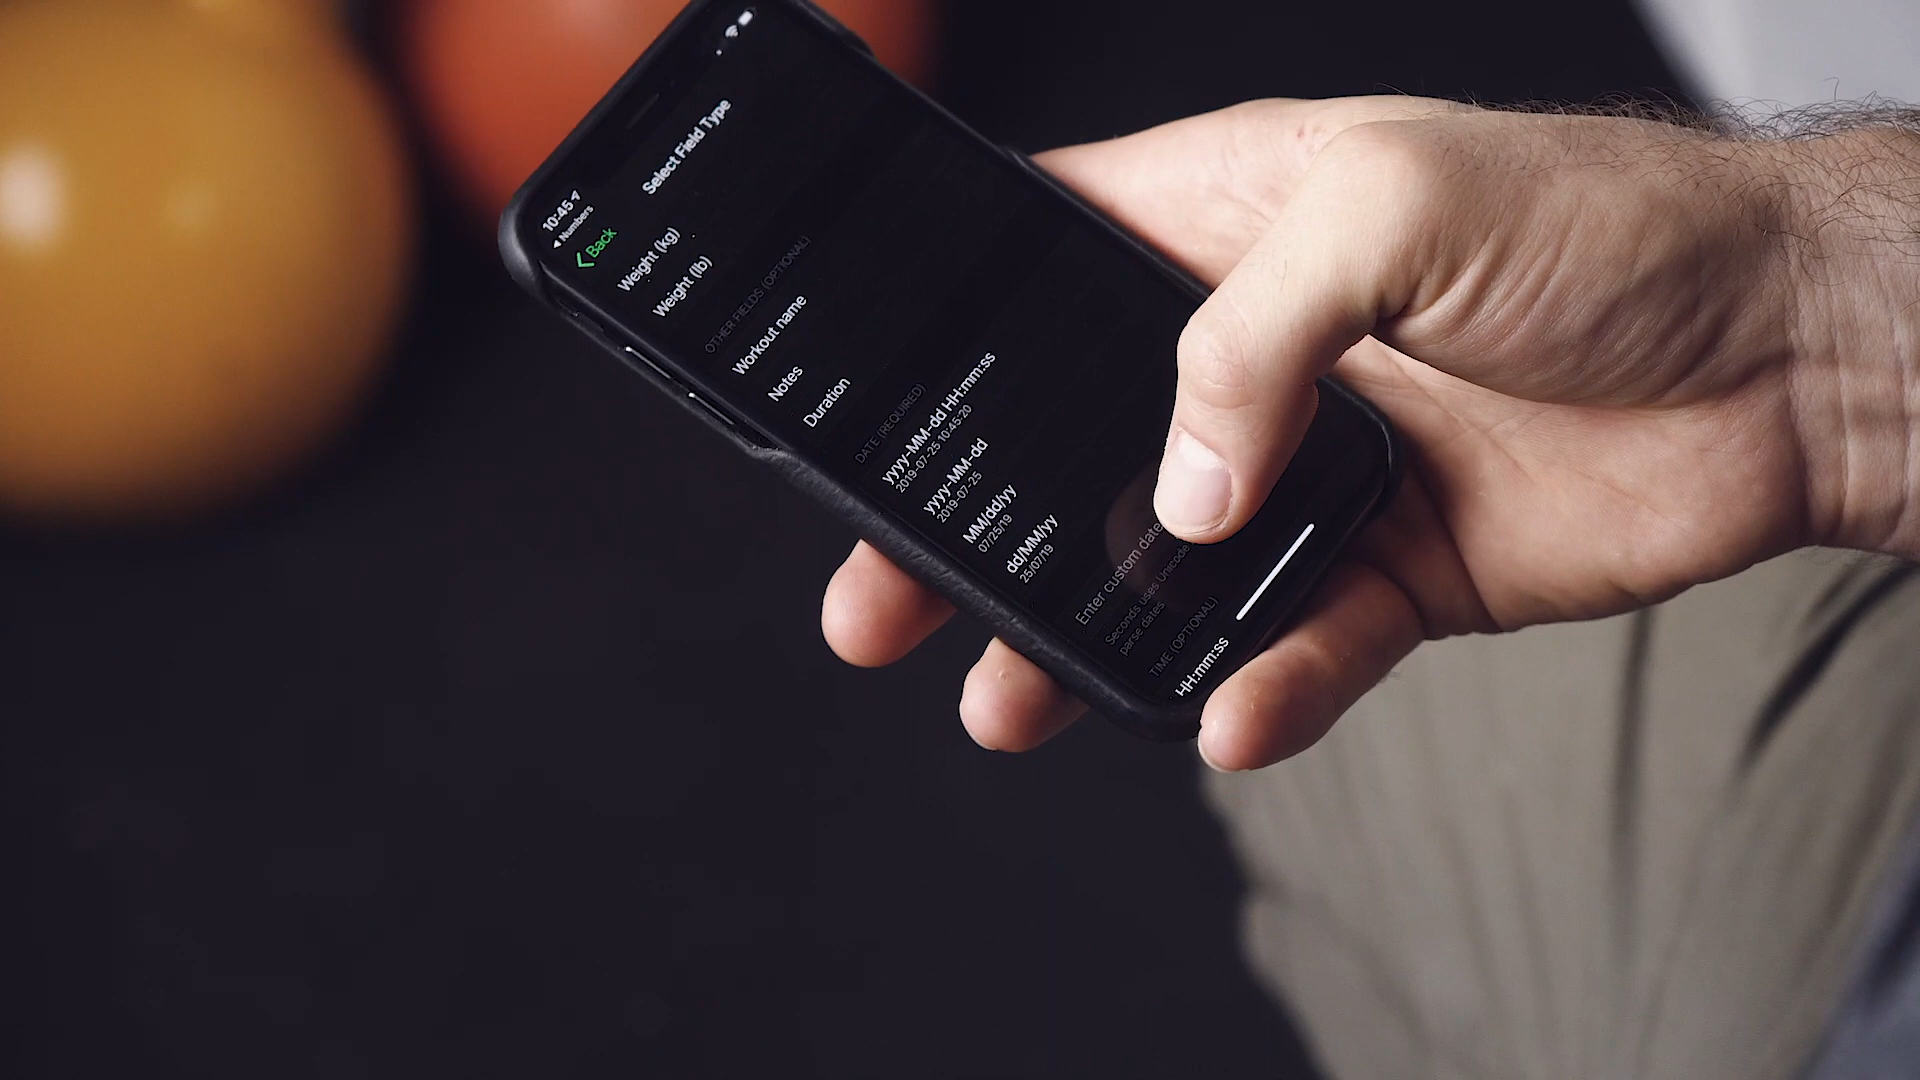 10:45
Numbers
Back
Select Field Type
Weight (kg)
Weight (lb)
OTHER FIELDS (OPTIONAL)
Workout name
Notes
Duration
DATE (REQUIRED)
yyyy-MM-dd HH:mm:ss
2019-07-25 10:45:20
yyyy-MM-dd
2019-07-25
MM/dd/yy
07/25/19
dd/MM/yy
25/07/19
Enter custom date
Seconds uses Unicode
parse dates
TIME (OPTIONAL)
HH:mm:ss